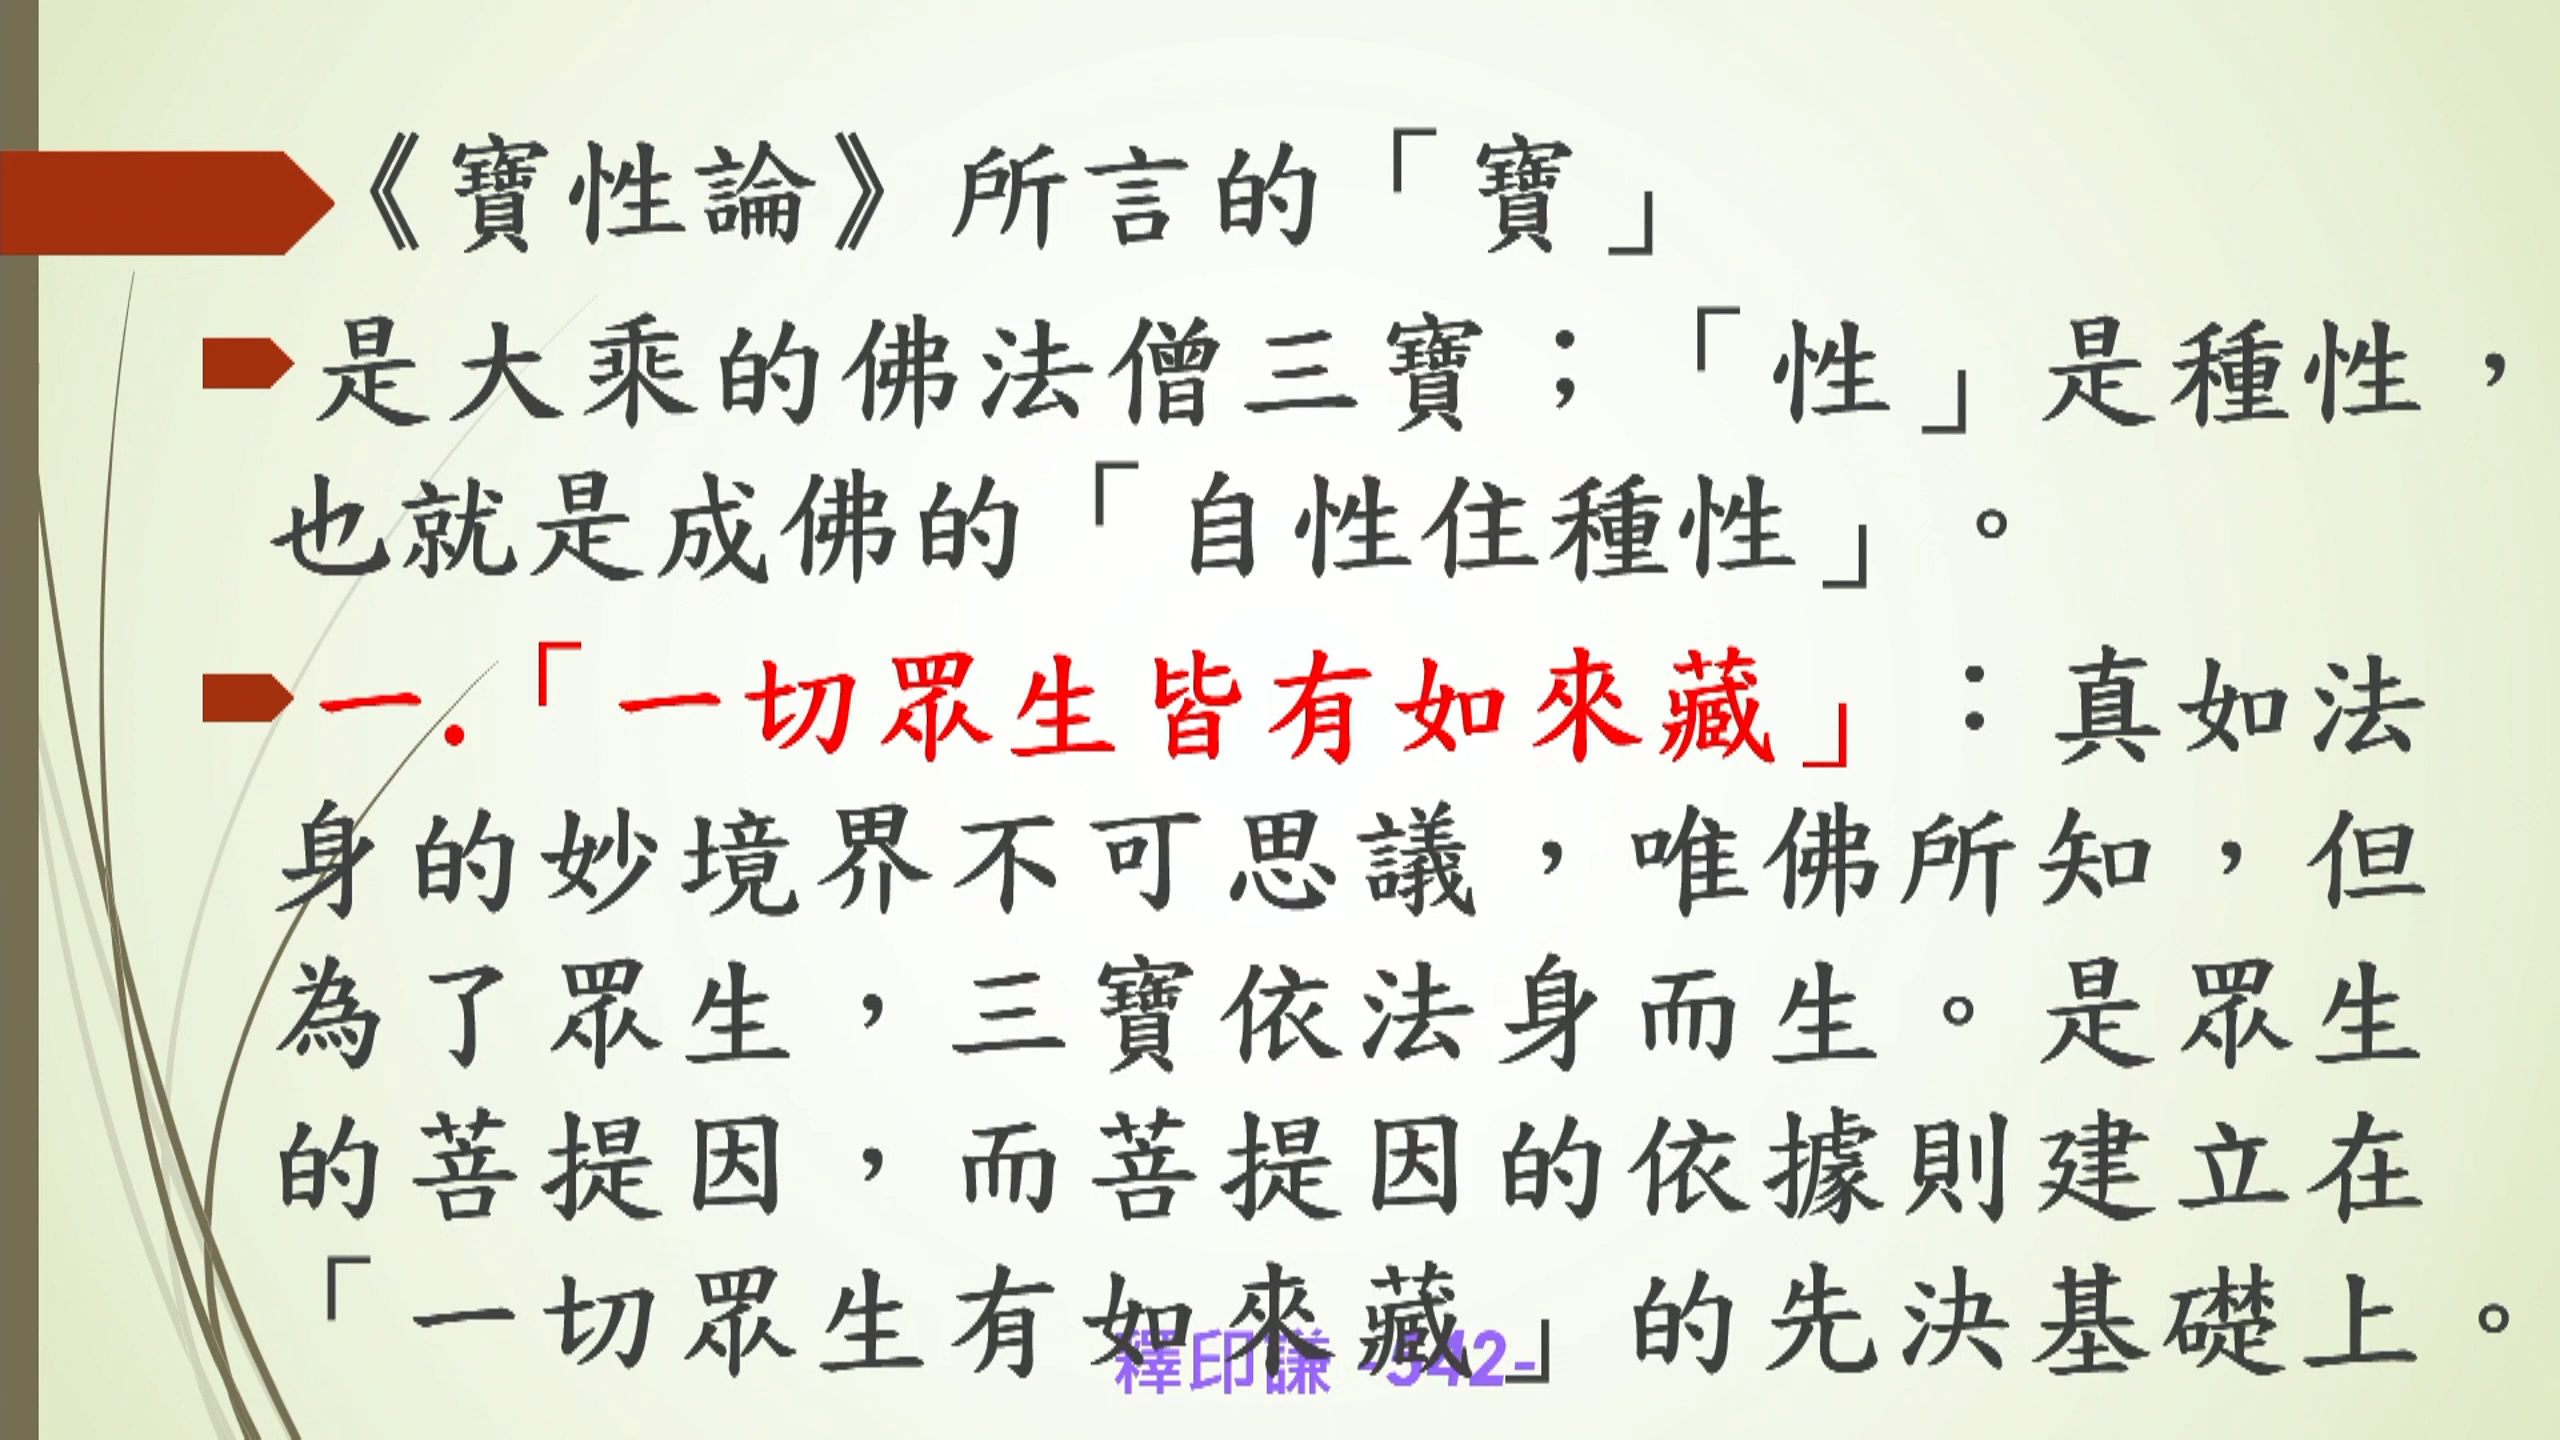 《寶性論》所言的「寶」
是大乘的佛法僧三寶；「性」是種性，
也就是成佛的「自性住種性」。
一.「一切眾生皆有如來藏」：真如法
身的妙境界不可思議，唯佛所知，但
為了眾生，三寶依法身而生。是眾生
的菩提因，而菩提因的依據則建立在
「一切眾生有如來藏」的先決基礎上。
釋印謙 -542-